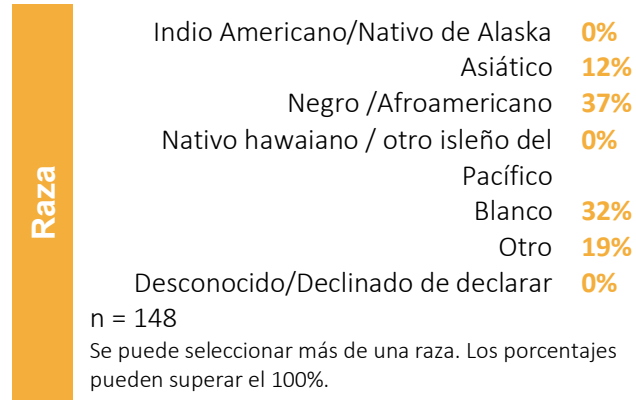 Raza
Indio Americano/Nativo de Alaska 0%
Asiático 12%
Negro /Afroamericano 37%
Nativo hawaiano / otro isleño del 0%
Pacífico
Blanco 32%
Otro 19%
Desconocido/Declinado de declarar 0%
n = 148
Se puede seleccionar más de una raza. Los porcentajes
pueden superar el 100%.